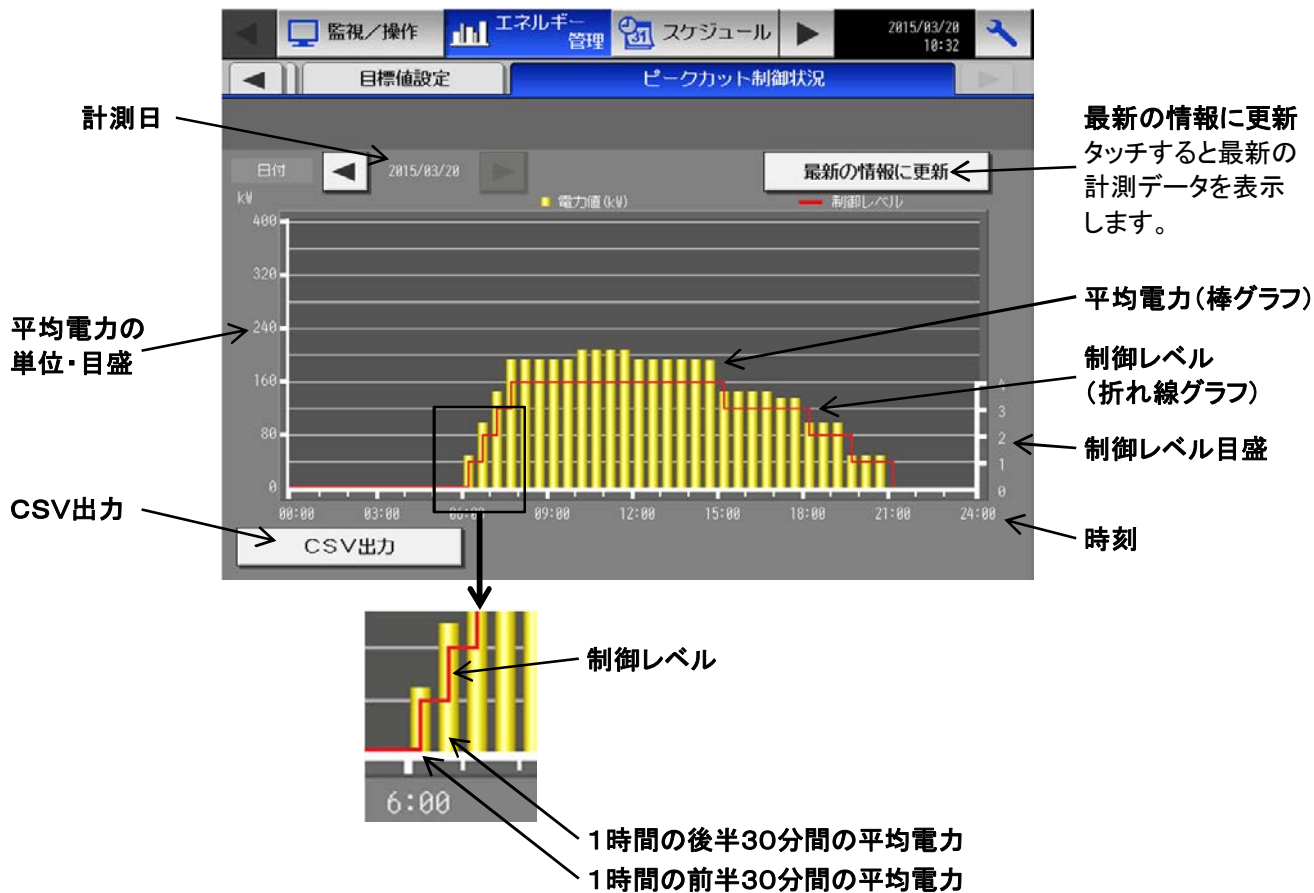 監視／操作
エネルギー
管理
31
スケジュール
2015/03/20
10:32
目標値設定
ピークカット制御状況
計測日
日付
2015/03/20
最新の情報に更新
最新の情報に更新
タッチすると最新の
計測データを表示
します。
kW
電力値(kW)
制御レベル
400
320
240
160
80
0
平均電力の
単位・目盛
平均電力（棒グラフ）
制御レベル
（折れ線グラフ）
4
3
2
1
0
制御レベル目盛
00:00
03:00
06:00
09:00
12:00
15:00
18:00
21:00
24:00
時刻
ＣＳＶ出力
ＣＳＶ出力
制御レベル
6:00
１時間の後半３０分間の平均電力
１時間の前半３０分間の平均電力